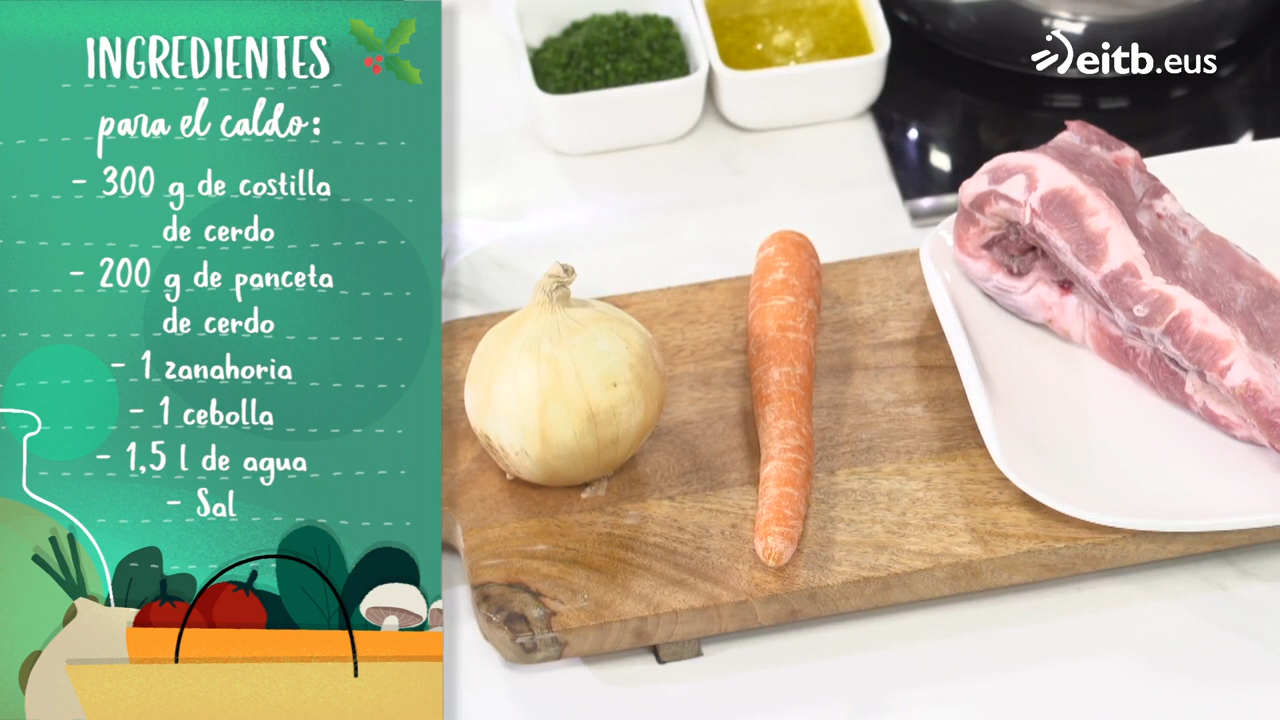 INGREDIENTES
para el caldo:
- 300 g de costilla
de cerdo
- 200 g de panceta
de cerdo
- 1 zanahoria
- 1 cebolla
- 1,5 l de agua
- Sal
eitb.eus